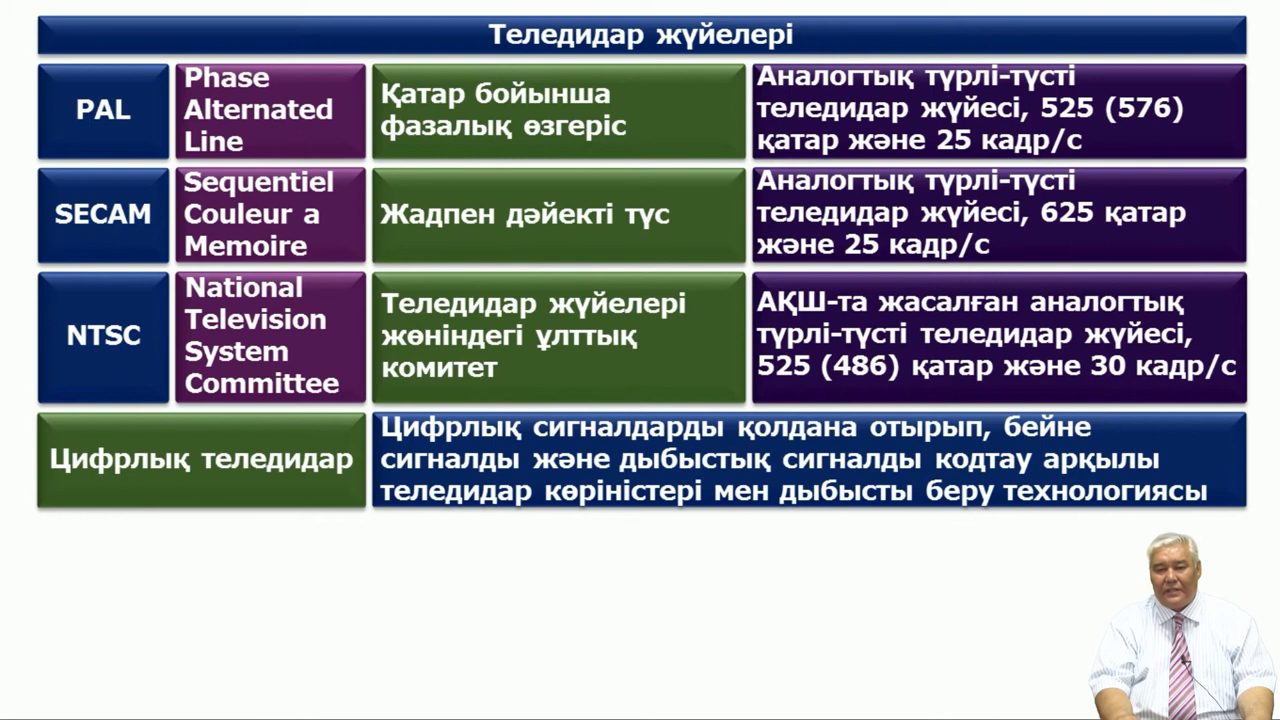 Теледидар жүйелері
PAL
Phase
Alternated
Line
Қатар бойынша
фазалық өзгеріс
Аналогтық түрлі-түсті
теледидар жүйесі, 525 (576)
қатар және 25 кадр/с
SECAM
Sequentiel
Couleur a
Memoire
Жадпен дәйекті түс
Аналогтық түрлі-түсті
теледидар жүйесі, 625 қатар
және 25 кадр/с
NTSC
National
Television
System
Committee
Теледидар жүйелері
жөніндегі ұлттық
комитет
АҚШ-та жасалған аналогтық
түрлі-түсті теледидар жүйесі,
525 (486) қатар және 30 кадр/с
Цифрлық теледидар
Цифрлық сигналдарды қолдана отырып, бейне
сигналды және дыбыстық сигналды кодтау арқылы
теледидар көріністері мен дыбысты беру технологиясы